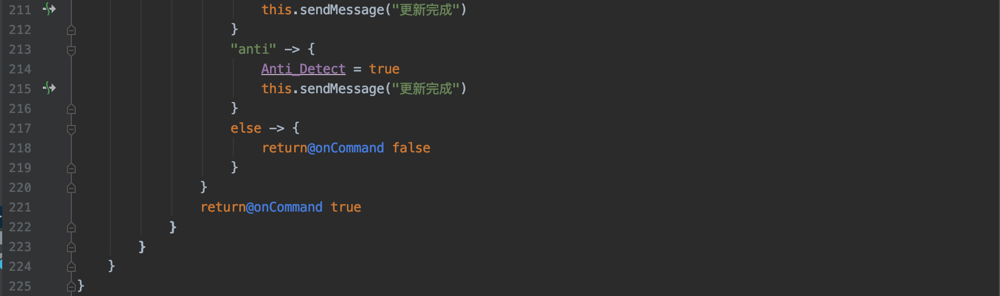 211 this.sendMessage("更新完成")
212 }
213 "anti" -> {
214 Anti_Detect = true
215 this.sendMessage("更新完成")
216 }
217 else -> {
218 return@onCommand false
219 }
220 }
221 return@onCommand true
222 }
223 }
224 }
225 }